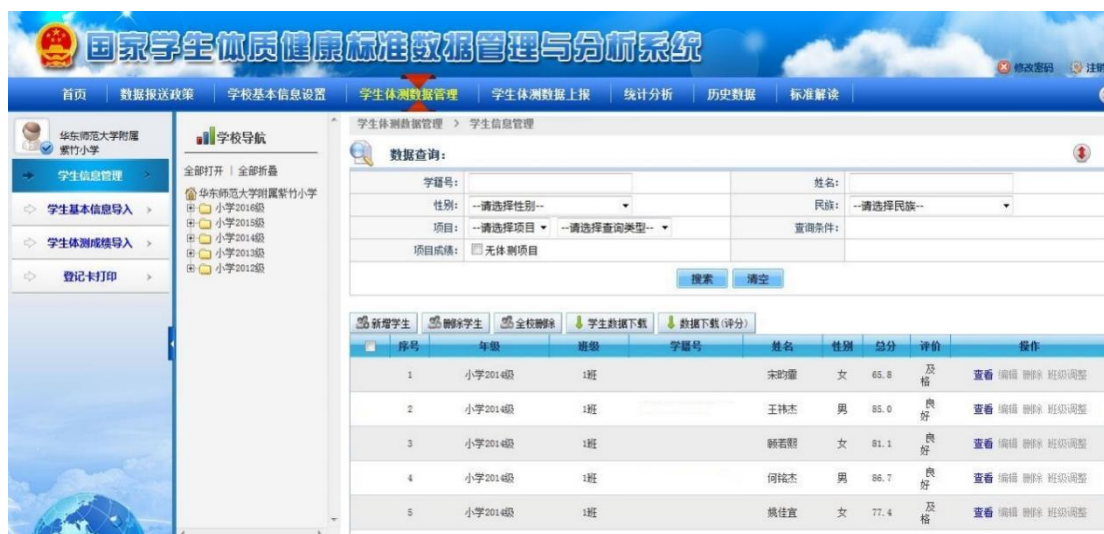 国家学生体质健康标准数据管理与分析系统
修改密码 注销
首页 数据报送政策 学校基本信息设置 学生体测数据管理 学生体测数据上报 统计分析 历史数据 标准解读
华东师范大学附属
紫竹小学
学生信息管理
学生基本信息导入
学生体测成绩导入
登记卡打印
学校导航
全部打开 | 全部折叠
华东师范大学附属紫竹小学
小学2016级
小学2015级
小学2014级
小学2013级
小学2012级
学生体测数据管理 > 学生信息管理
数据查询:
学籍号: 姓名:
性别: --请选择性别-- 民族: --请选择民族--
项目: --请选择项目 --请选择查询类型-- 查询条件:
项目成绩: 无体测项目
搜索 清空
新增学生 删除学生 全校删除 学生数据下载 数据下载(评分)
序号 年级 班级 学籍号 姓名 性别 总分 评价 操作
1 小学2014级 1班 宋昀霏 女 65.8 及格 查看 编辑 删除 班级调整
2 小学2014级 1班 王祎杰 男 85.0 良好 查看 编辑 删除 班级调整
3 小学2014级 1班 顾若熙 女 81.1 良好 查看 编辑 删除 班级调整
4 小学2014级 1班 何铭杰 男 86.7 良好 查看 编辑 删除 班级调整
5 小学2014级 1班 姚佳宜 女 77.4 及格 查看 编辑 删除 班级调整